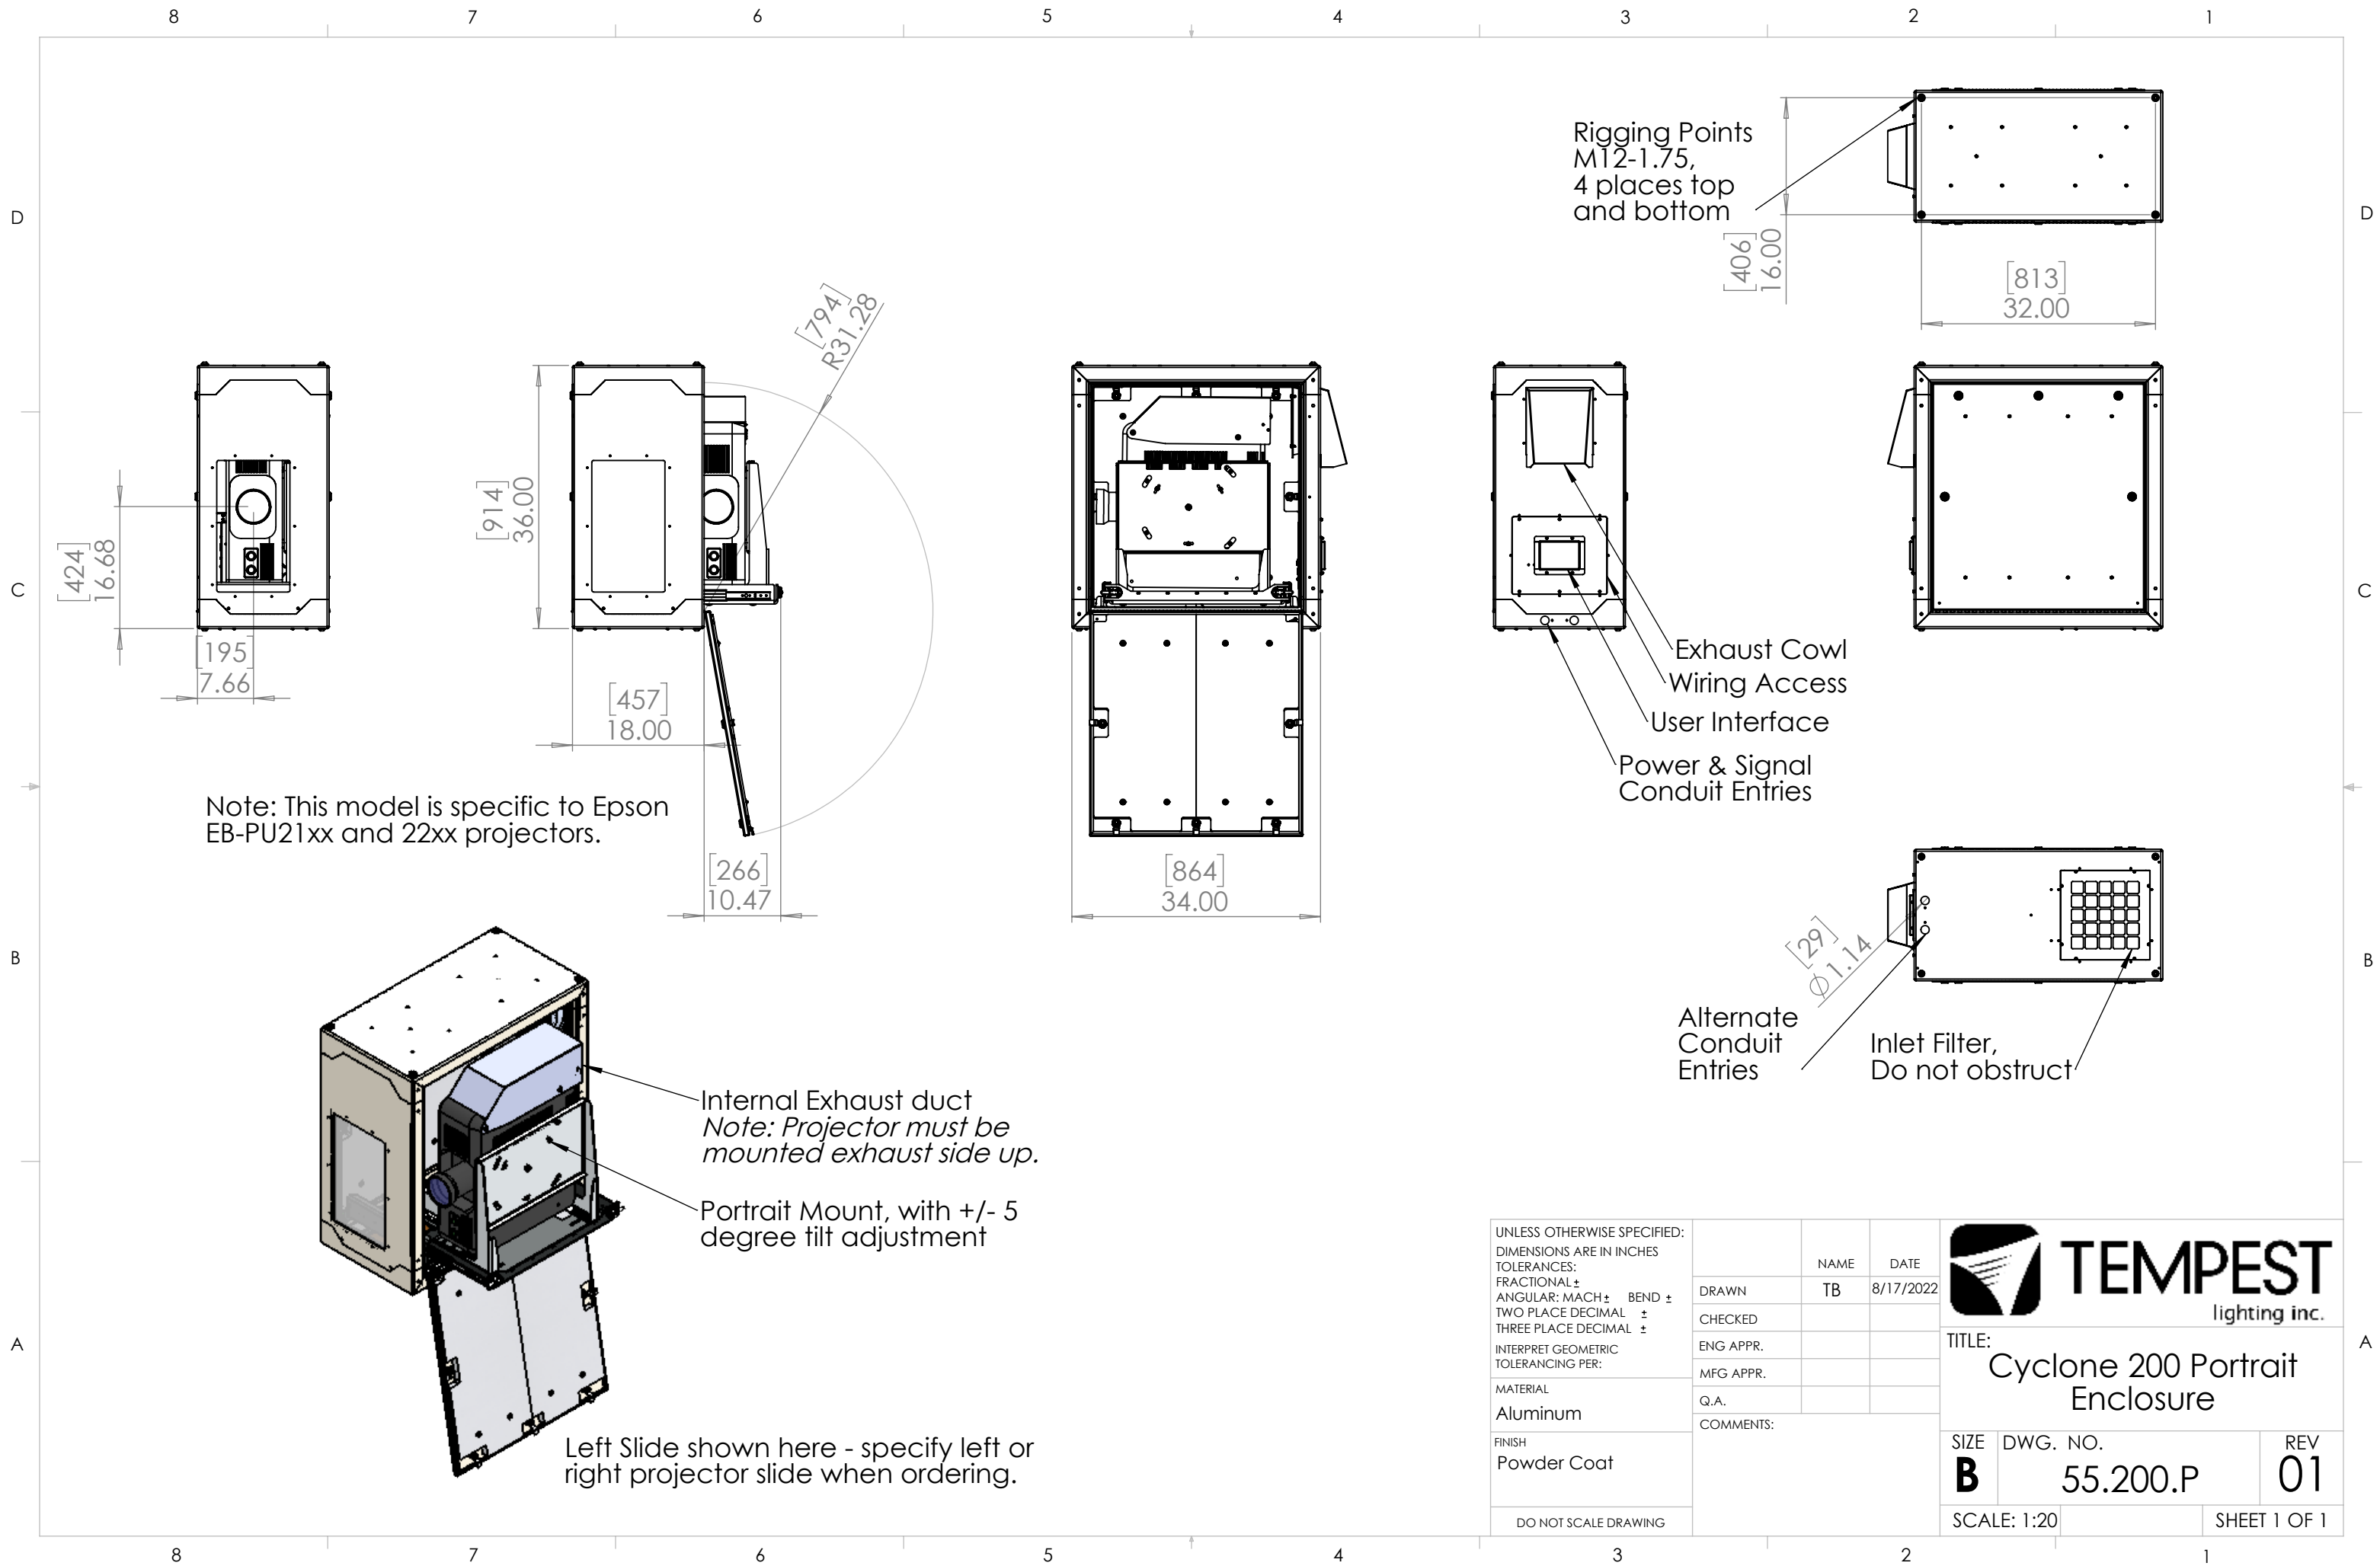 8 7 6 5 4 3 2 1
D
D
C
C
B
B
A
A
Rigging Points
M12-1.75,
4 places top
and bottom
[406]
16.00
[813]
32.00
[794]
R31.28
[424]
16.68
[195]
7.66
[914]
36.00
[457]
18.00
[266]
10.47
[864]
34.00
Exhaust Cowl
Wiring Access
User Interface
Power & Signal
Conduit Entries
Note: This model is specific to Epson
EB-PU21xx and 22xx projectors.
[29]
∅1.14
Alternate
Conduit
Entries
Inlet Filter,
Do not obstruct
Internal Exhaust duct
Note: Projector must be
mounted exhaust side up.
Portrait Mount, with +/- 5
degree tilt adjustment
Left Slide shown here - specify left or
right projector slide when ordering.
UNLESS OTHERWISE SPECIFIED:
DIMENSIONS ARE IN INCHES
TOLERANCES:
FRACTIONAL ±
ANGULAR: MACH ± BEND ±
TWO PLACE DECIMAL ±
THREE PLACE DECIMAL ±
INTERPRET GEOMETRIC
TOLERANCING PER:
MATERIAL
Aluminum
FINISH
Powder Coat
DO NOT SCALE DRAWING
NAME DATE
DRAWN TB 8/17/2022
CHECKED
ENG APPR.
MFG APPR.
Q.A.
COMMENTS:
TEMPEST
lighting inc.
TITLE:
Cyclone 200 Portrait
Enclosure
SIZE DWG. NO. REV
B 55.200.P 01
SCALE: 1:20 SHEET 1 OF 1
8 7 6 5 4 3 2 1